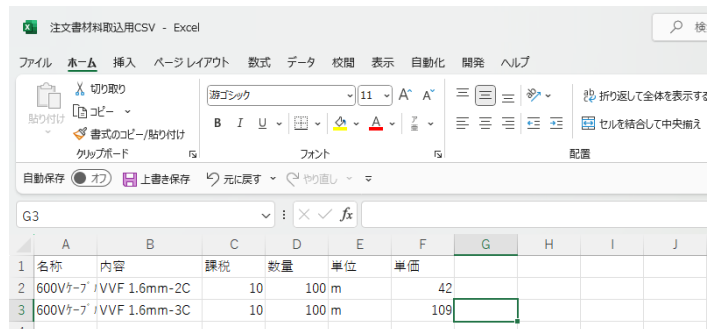 注文書材料取込用CSV - Excel
検
ファイル ホーム 挿入 ページ レイアウト 数式 データ 校閲 表示 自動化 開発 ヘルプ
貼り付け
切り取り
コピー
書式のコピー/貼り付け
クリップボード
游ゴシック 11 A A
B I U A ア
フォント
折り返して全体を表示する
セルを結合して中央揃え
配置
自動保存 オフ 上書き保存 元に戻す やり直し
G3 fx
A B C D E F G H I J
1 名称 内容 課税 数量 単位 単価
2 600Vケーブル VVF 1.6mm-2C 10 100 m 42
3 600Vケーブル VVF 1.6mm-3C 10 100 m 109